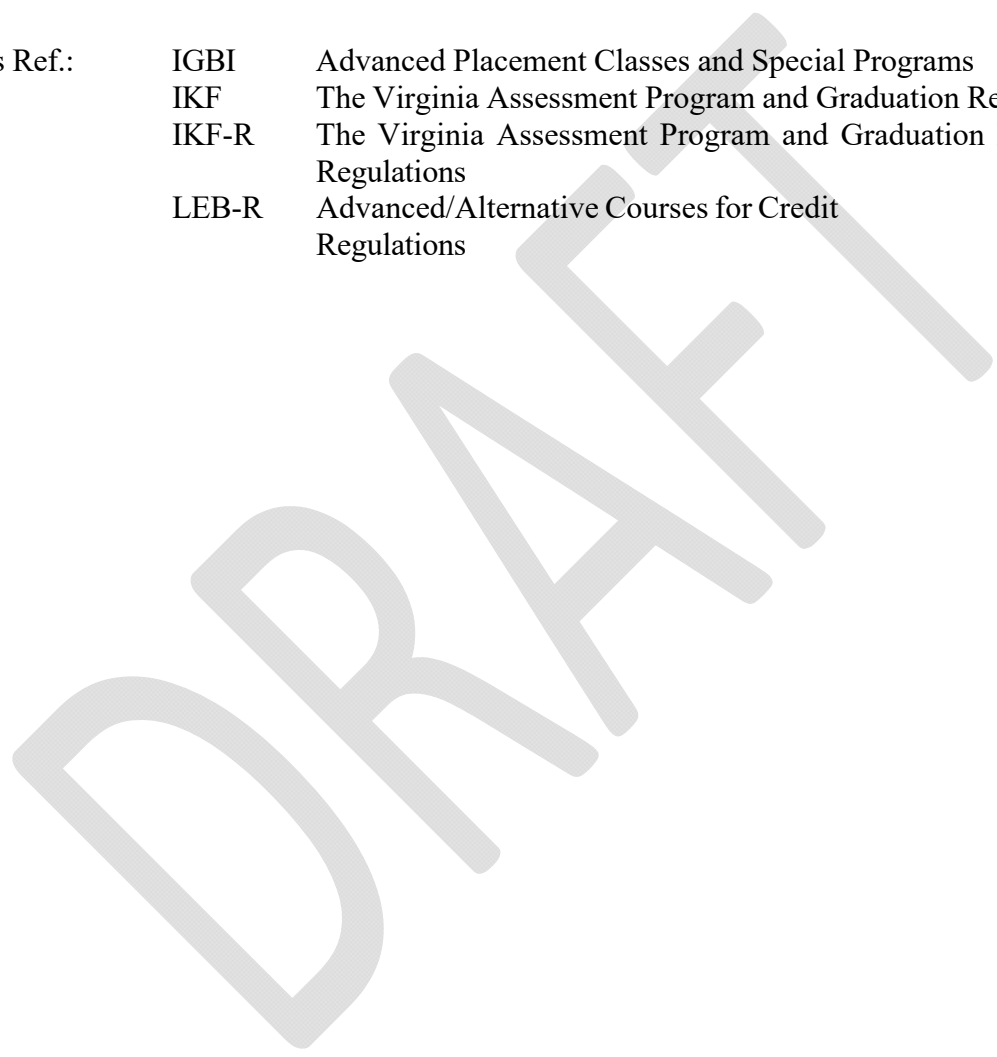 s Ref.: IGBI Advanced Placement Classes and Special Programs
IKF The Virginia Assessment Program and Graduation Re
IKF-R The Virginia Assessment Program and Graduation
Regulations
LEB-R Advanced/Alternative Courses for Credit
Regulations
DRAFT